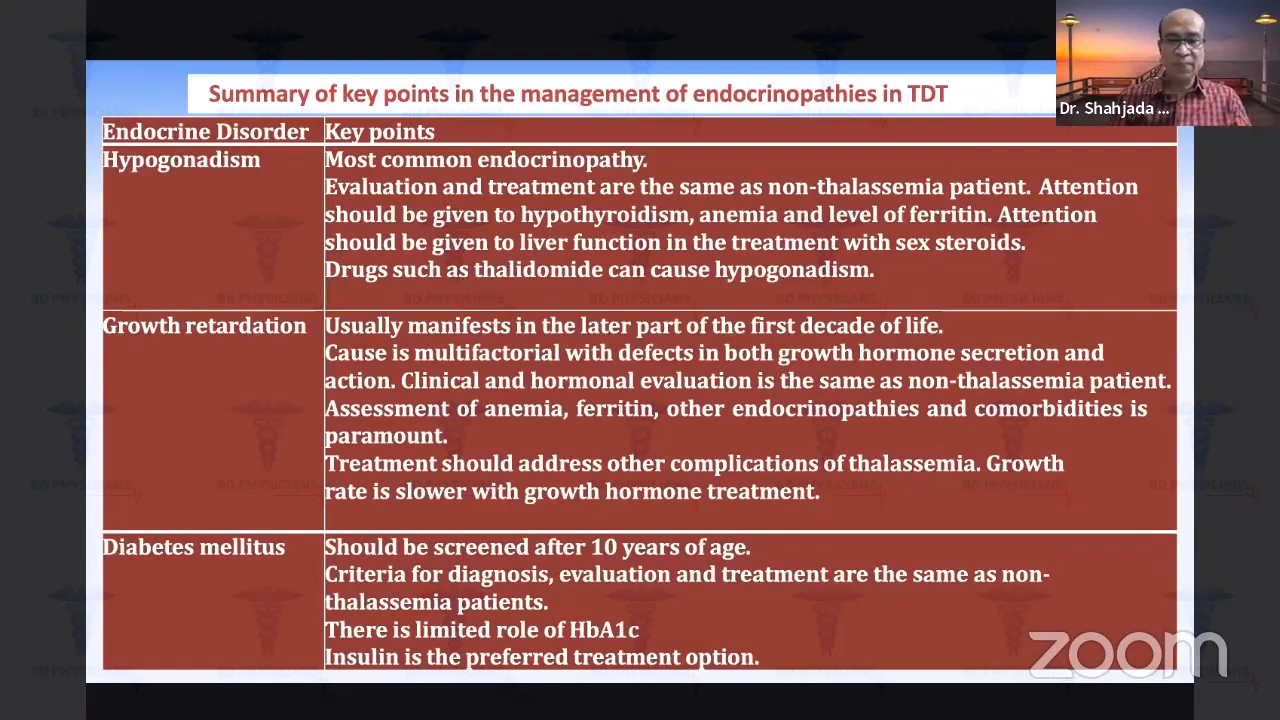 Dr. Shahjada ...
Summary of key points in the management of endocrinopathies in TDT
Endocrine Disorder Key points
Hypogonadism Most common endocrinopathy.
Evaluation and treatment are the same as non-thalassemia patient. Attention
should be given to hypothyroidism, anemia and level of ferritin. Attention
should be given to liver function in the treatment with sex steroids.
Drugs such as thalidomide can cause hypogonadism.
Growth retardation Usually manifests in the later part of the first decade of life.
Cause is multifactorial with defects in both growth hormone secretion and
action. Clinical and hormonal evaluation is the same as non-thalassemia patient.
Assessment of anemia, ferritin, other endocrinopathies and comorbidities is
paramount.
Treatment should address other complications of thalassemia. Growth
rate is slower with growth hormone treatment.
Diabetes mellitus Should be screened after 10 years of age.
Criteria for diagnosis, evaluation and treatment are the same as non-
thalassemia patients.
There is limited role of HbA1c
Insulin is the preferred treatment option.
zoom
BD PHYSICIANS